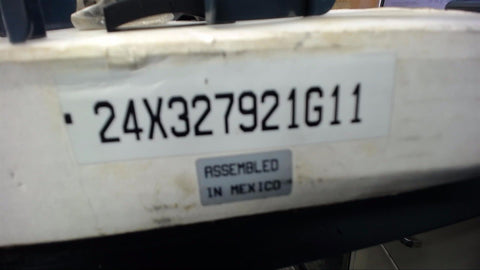 24X327921G11
ASSEMBLED
IN MEXICO